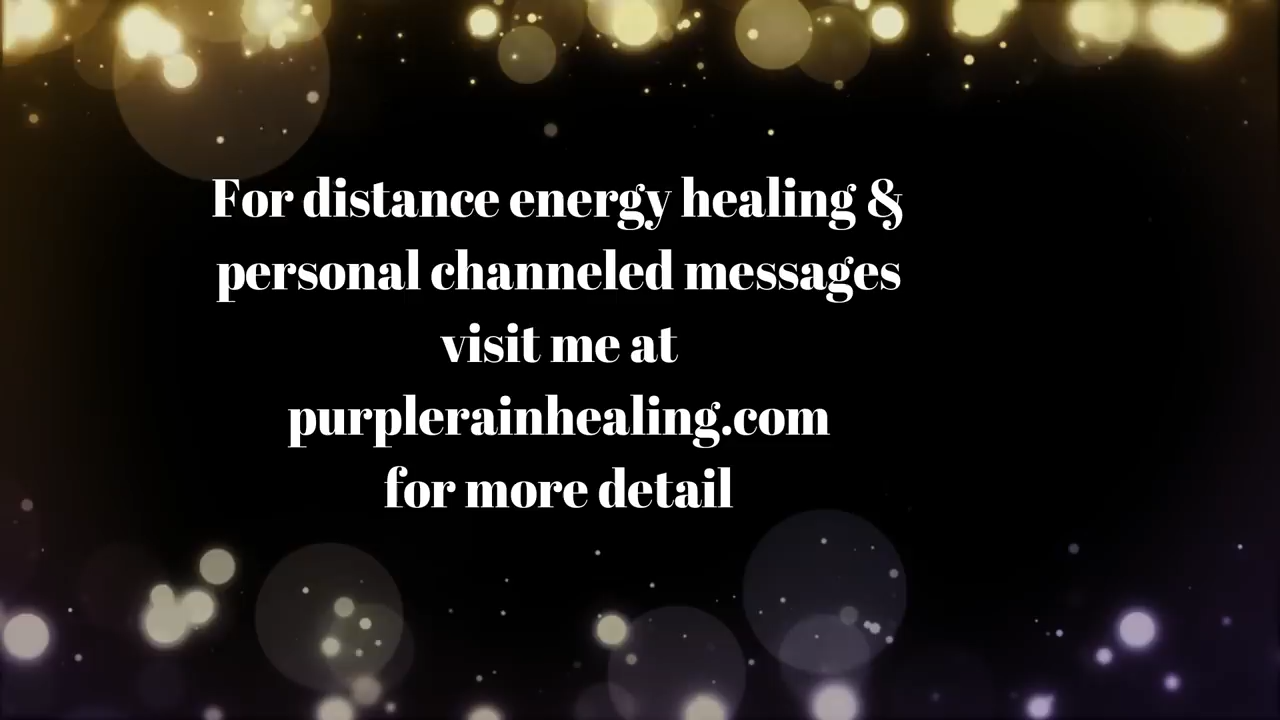 For distance energy healing &
personal channeled messages
visit me at
purplerainhealing.com
for more detail